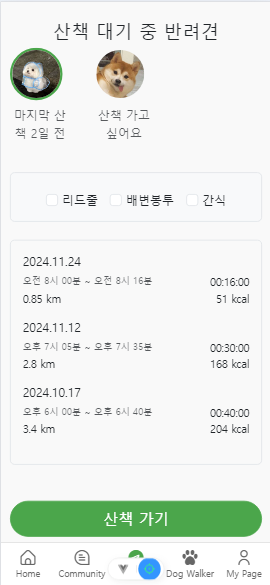 산책 대기 중 반려견
마지막 산
책 2일 전
산책 가고
싶어요
리드줄 배변봉투 간식
2024.11.24
오전 8시 00분 ~ 오전 8시 16분 00:16:00
0.85 km 51 kcal
2024.11.12
오후 7시 05분 ~ 오후 7시 35분 00:30:00
2.8 km 168 kcal
2024.10.17
오후 6시 00분 ~ 오후 6시 40분 00:40:00
3.4 km 204 kcal
산책 가기
Home Community Dog Walker My Page